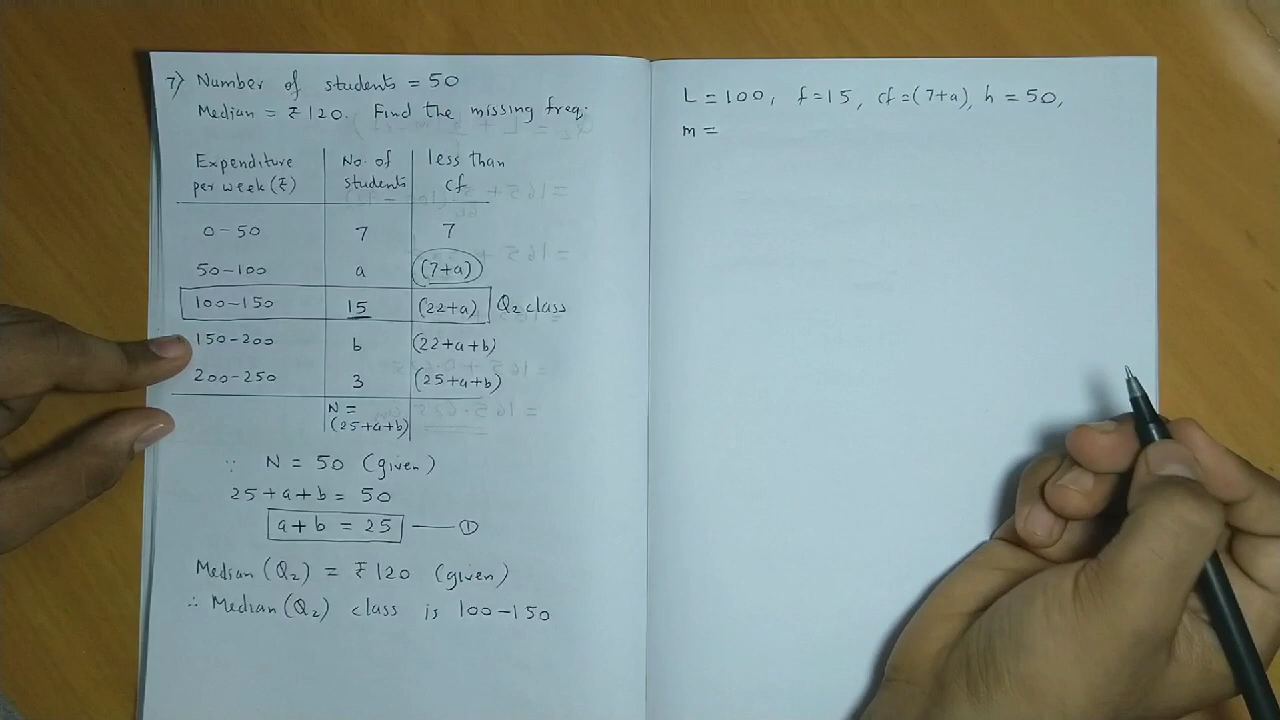 7) Number of students = 50
Median = ₹120. Find the missing freq.
Expenditure per week (₹) No. of students less than cf
0-50 7 7
50-100 a (7+a)
100-150 15 (22+a) Q₂ class
150-200 b (22+a+b)
200-250 3 (25+a+b)
N = (25+a+b)
∵ N = 50 (given)
25+a+b = 50
a+b = 25 —— ①
Median (Q₂) = ₹120 (given)
∴ Median (Q₂) class is 100-150
L = 100, f = 15, cf = (7+a), h = 50,
m =